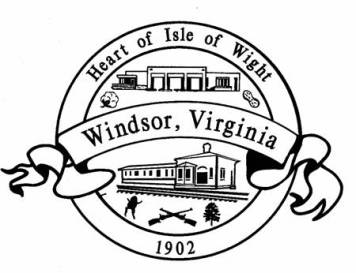 Heart of Isle of Wight
Windsor, Virginia
1902